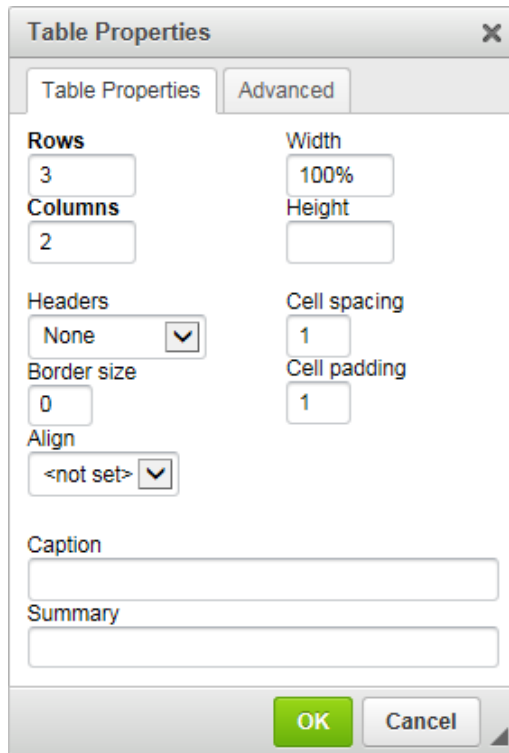 Table Properties
Table Properties Advanced
Rows Width
3 100%
Columns Height
2
Headers Cell spacing
None 1
Border size Cell padding
0 1
Align
<not set>
Caption
Summary
OK Cancel